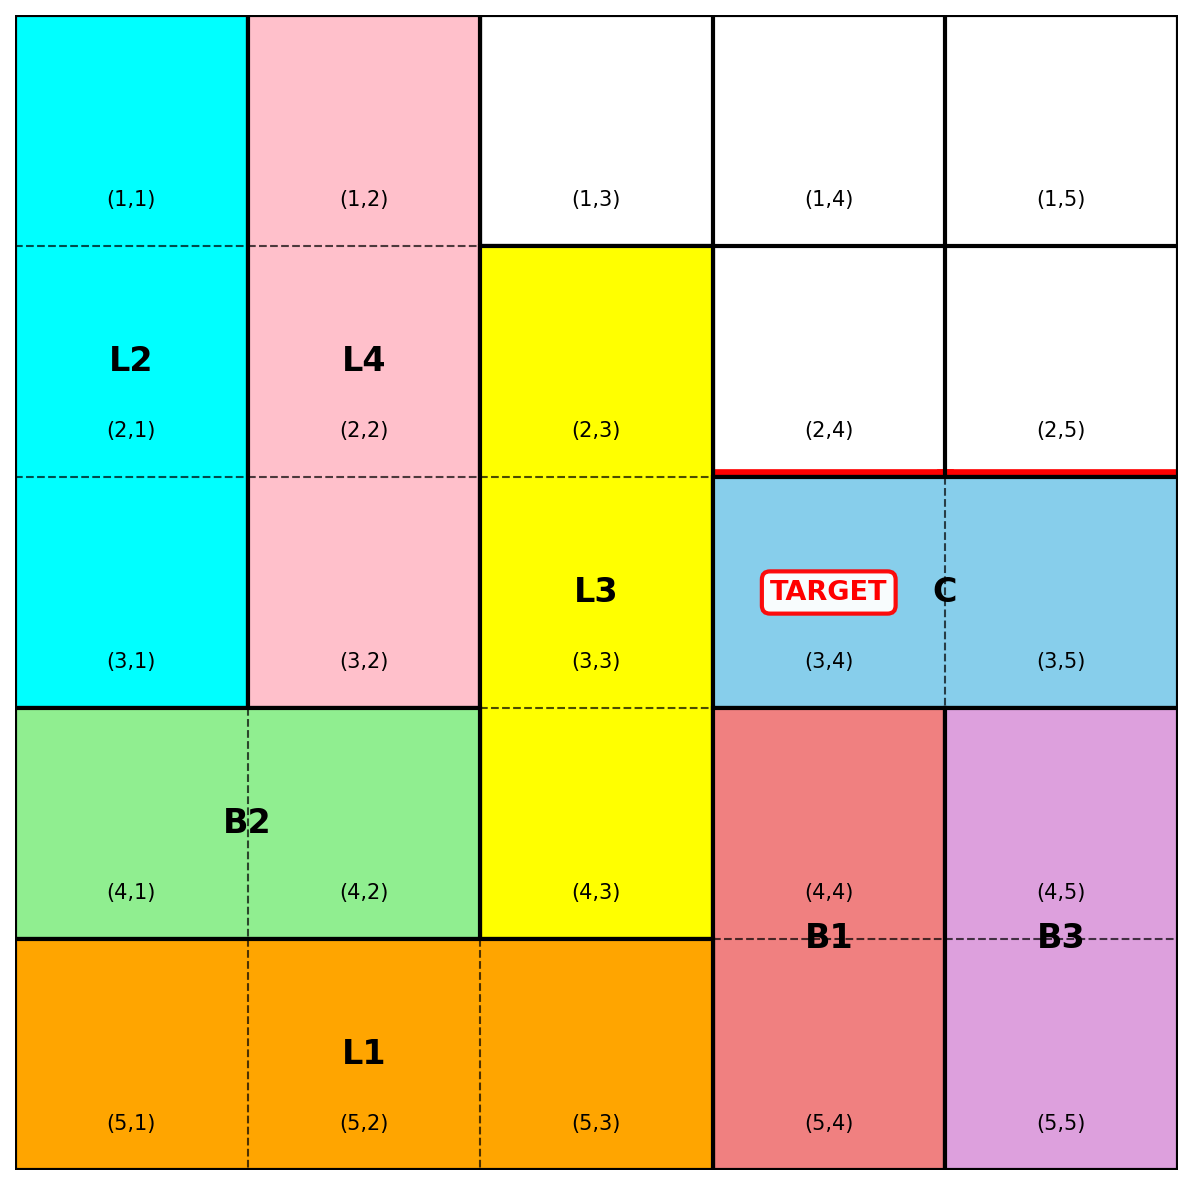 (1,1) (1,2) (1,3) (1,4) (1,5)
L2 L4
(2,1) (2,2) (2,3) (2,4) (2,5)
L3 TARGET C
(3,1) (3,2) (3,3) (3,4) (3,5)
B2
(4,1) (4,2) (4,3) (4,4) (4,5)
B1 B3
L1
(5,1) (5,2) (5,3) (5,4) (5,5)